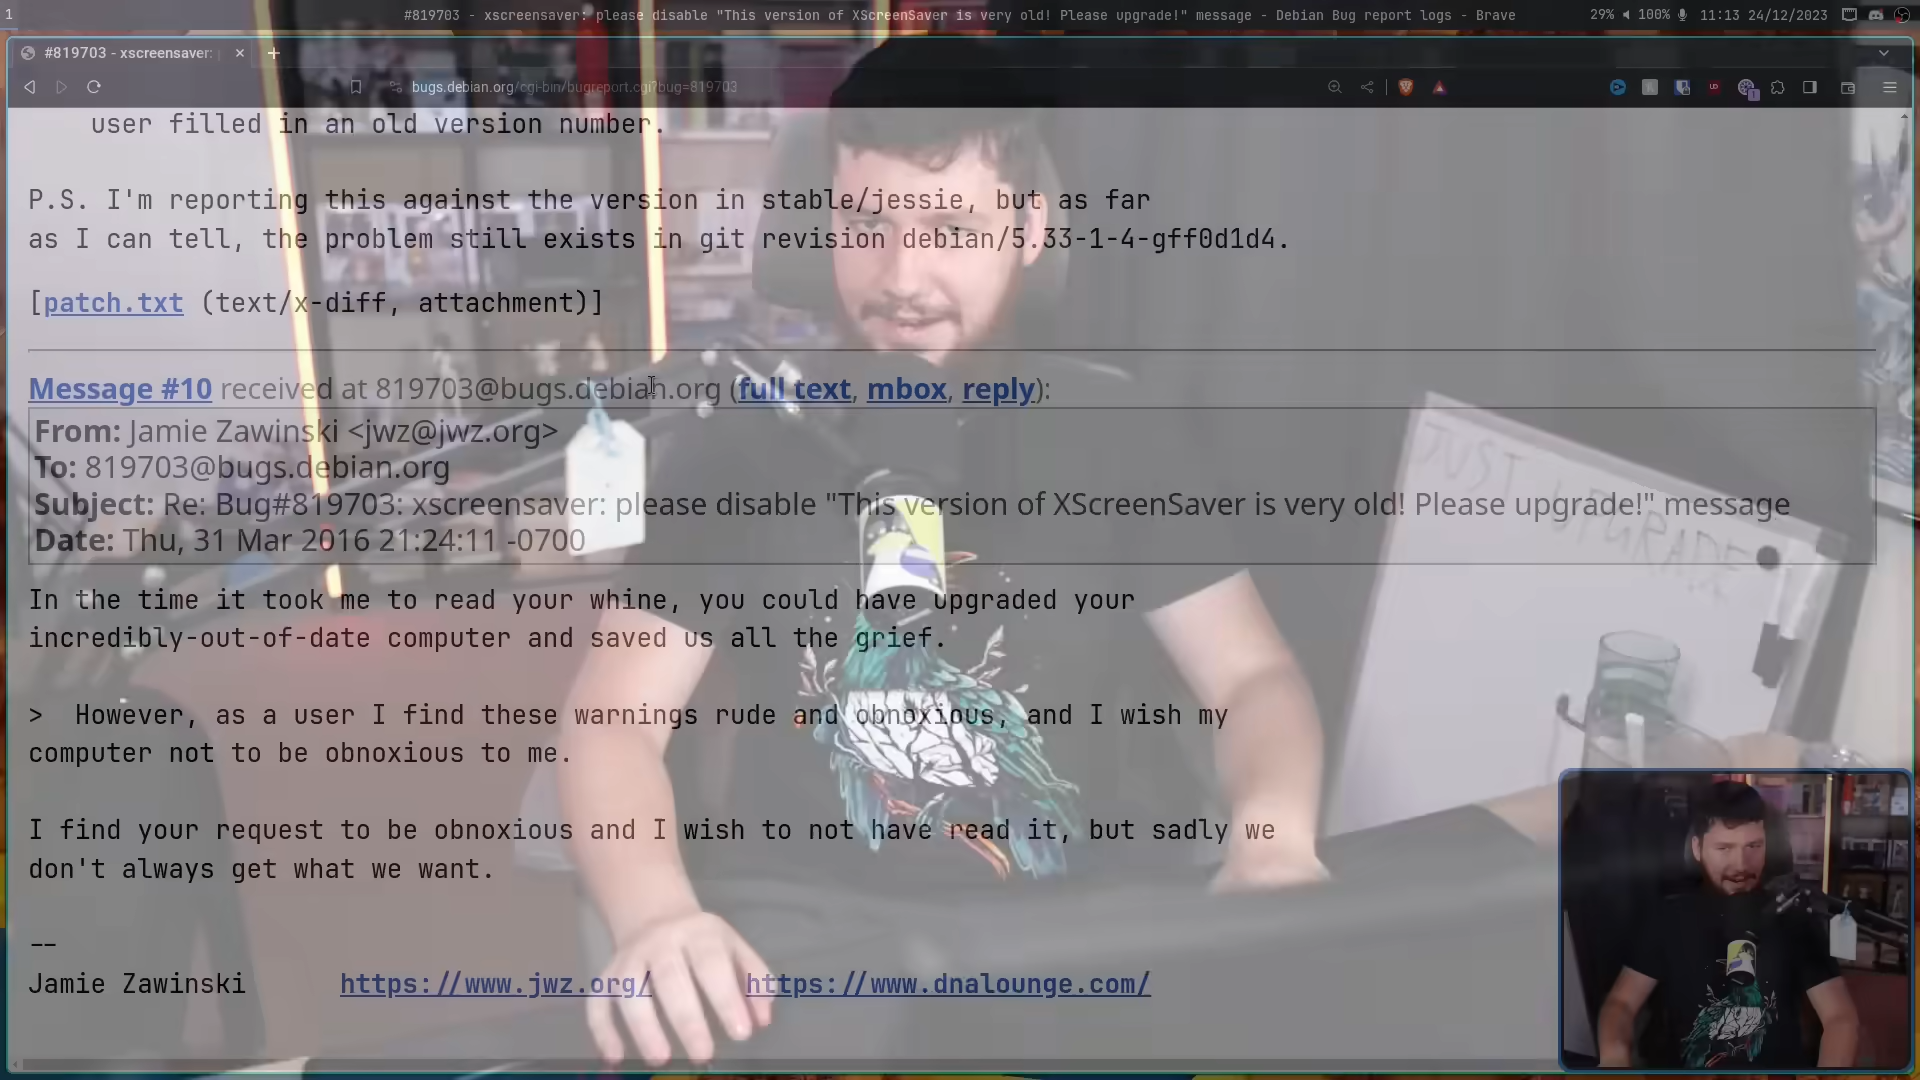 1
#819703 - xscreensaver: please disable "This version of XScreenSaver is very old! Please upgrade!" message - Debian Bug report logs - Brave
29% 100% 11:13 24/12/2023
#819703 - xscreensaver:
bugs.debian.org/cgi-bin/bugreport.cgi?bug=819703
user filled in an old version number.
P.S. I'm reporting this against the version in stable/jessie, but as far
as I can tell, the problem still exists in git revision debian/5.33-1-4-gff0d1d4.
[patch.txt (text/x-diff, attachment)]
Message #10 received at 819703@bugs.debian.org (full text, mbox, reply):
From: Jamie Zawinski <jwz@jwz.org>
To: 819703@bugs.debian.org
Subject: Re: Bug#819703: xscreensaver: please disable "This version of XScreenSaver is very old! Please upgrade!" message
Date: Thu, 31 Mar 2016 21:24:11 -0700
JUST UPGRADE
In the time it took me to read your whine, you could have upgraded your
incredibly-out-of-date computer and saved us all the grief.
>  However, as a user I find these warnings rude and obnoxious, and I wish my
computer not to be obnoxious to me.
I find your request to be obnoxious and I wish to not have read it, but sadly we
don't always get what we want.
--
Jamie Zawinski https://www.jwz.org/ https://www.dnalounge.com/